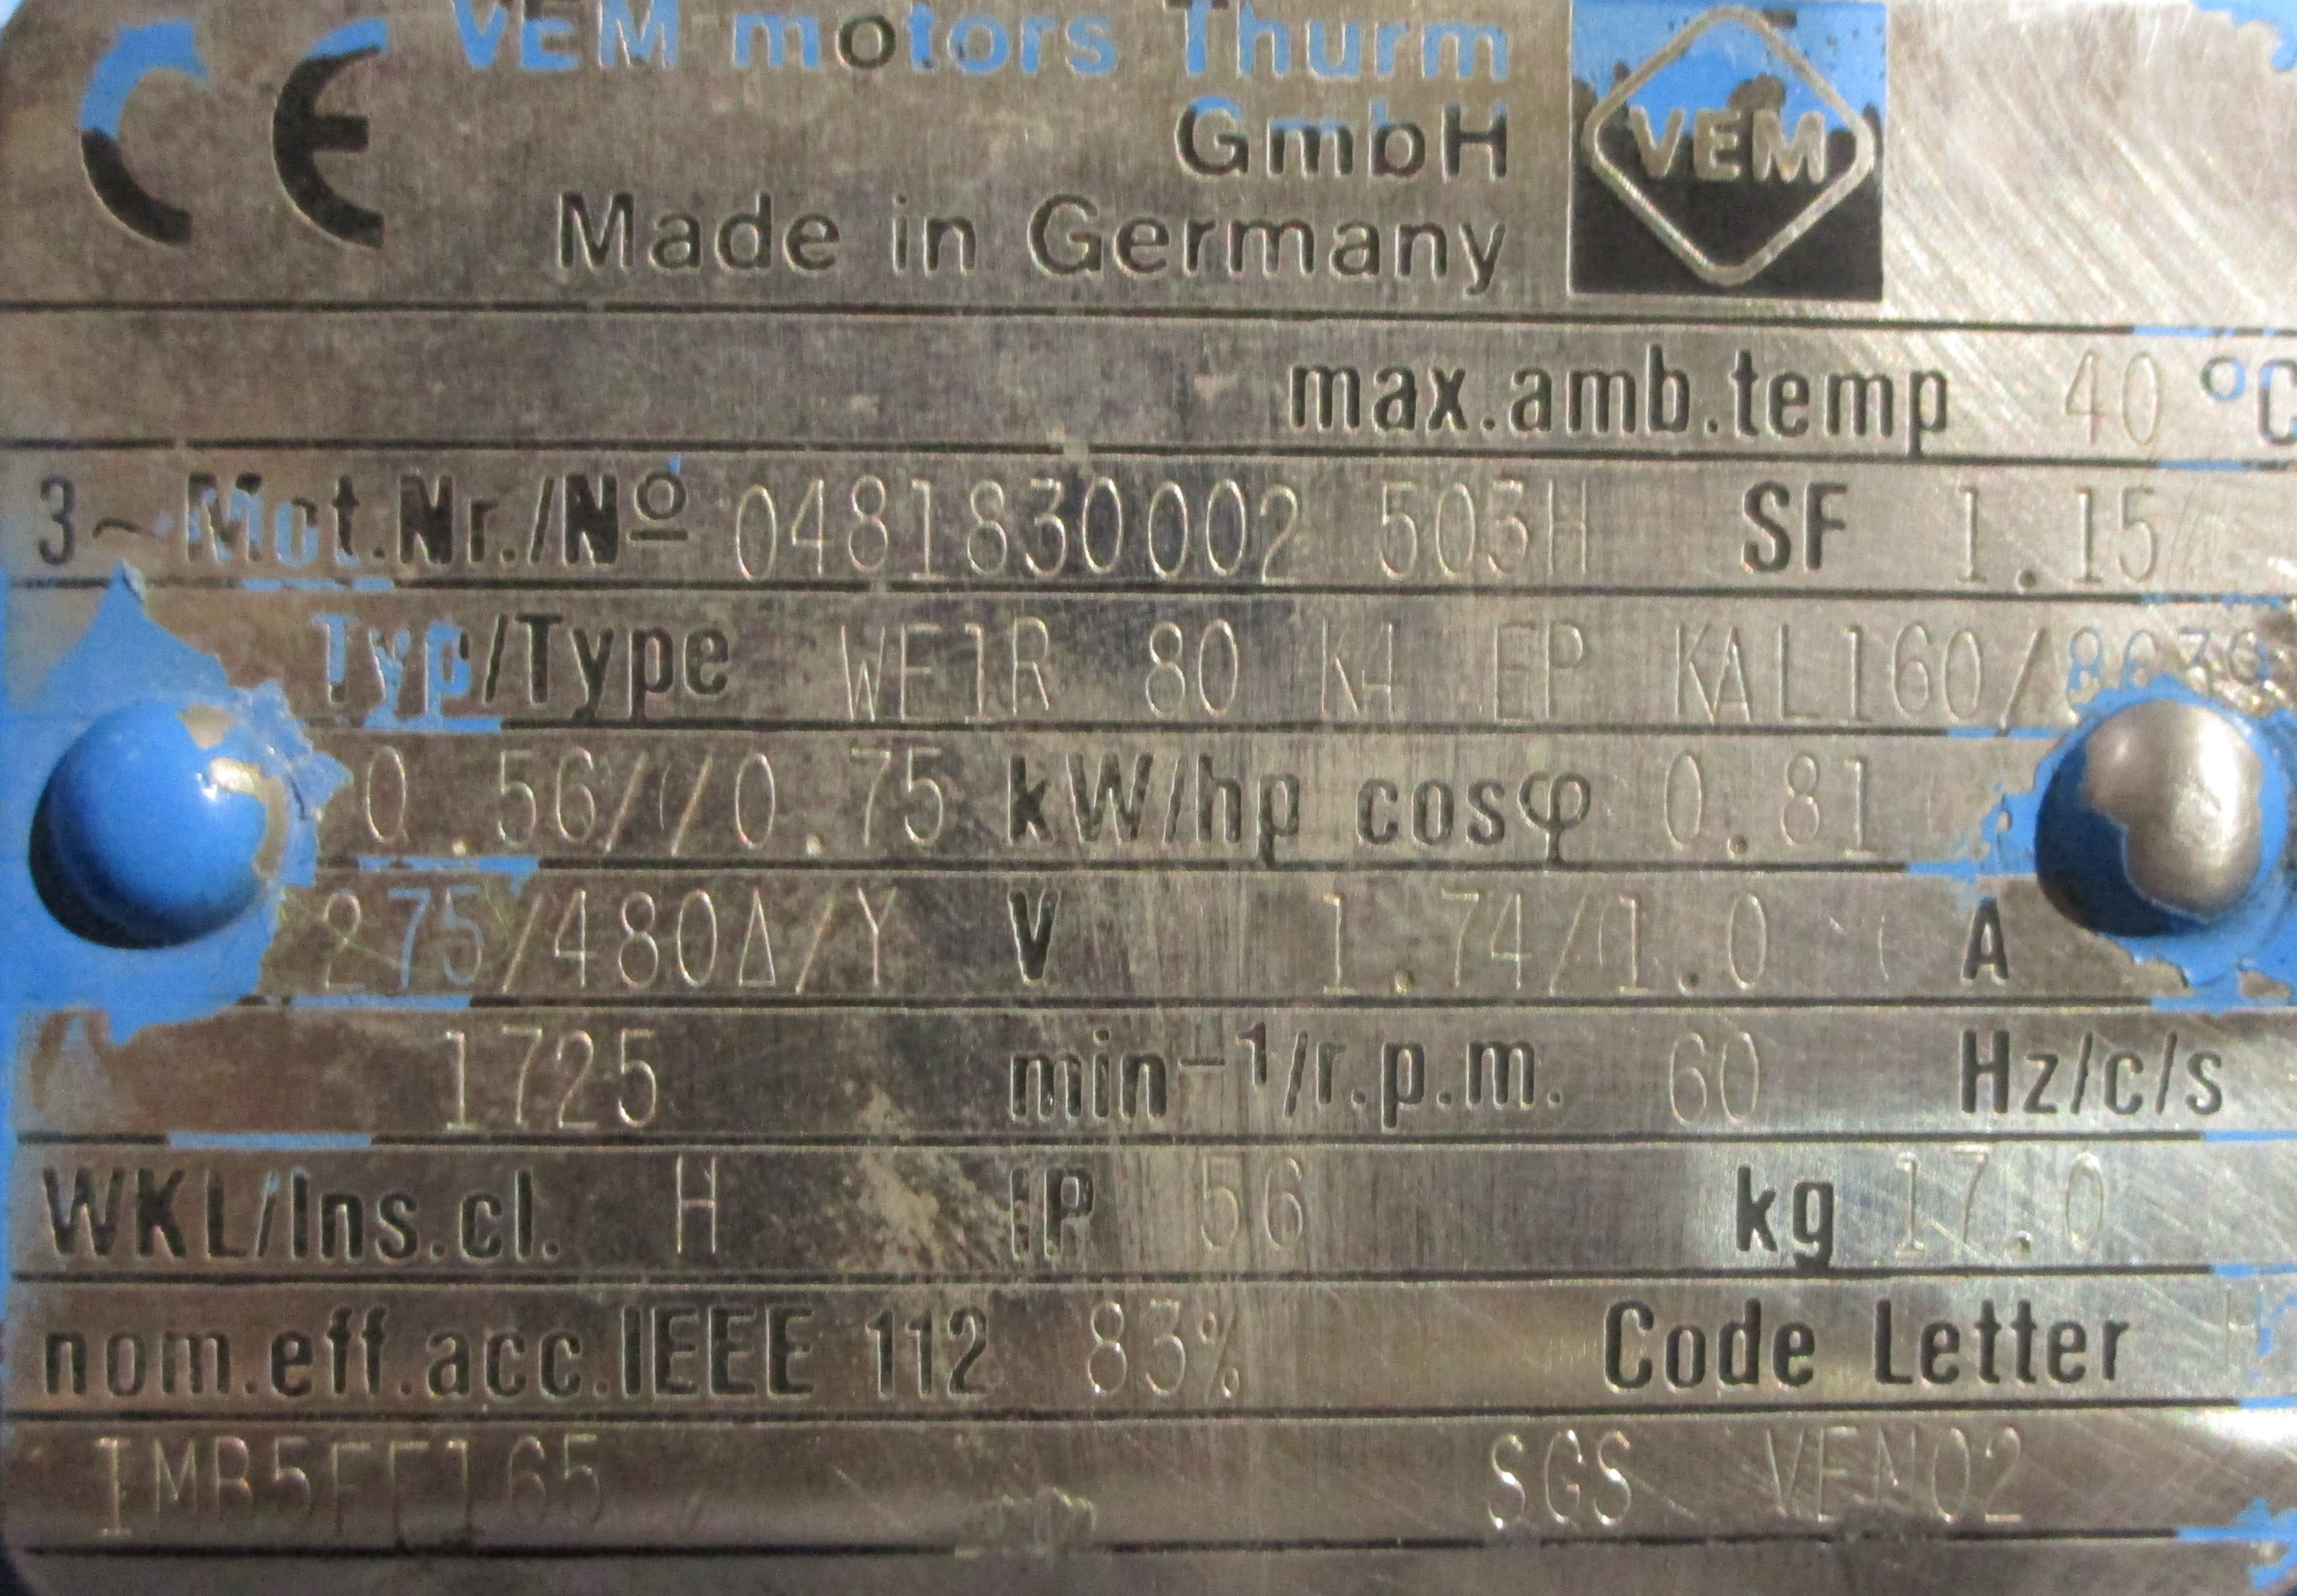 CE VEM motors Thurm
GmbH
Made in Germany
VEM
max.amb.temp 40 °C
3~ Mot.Nr./Nº 0481830002 503H SF 1.15
Typ/Type WE1R 80 K4 EP KAL160/
0.56//0.75 kW/hp cosφ 0.81
275/480Δ/Y V 1.74/1.0 A
1725 min⁻¹/r.p.m. 60 Hz/c/s
WKL/Ins.cl. H IP 56 kg 17.0
nom.eff.acc.IEEE 112 83% Code Letter
IMB5FF165 SGS VEN02